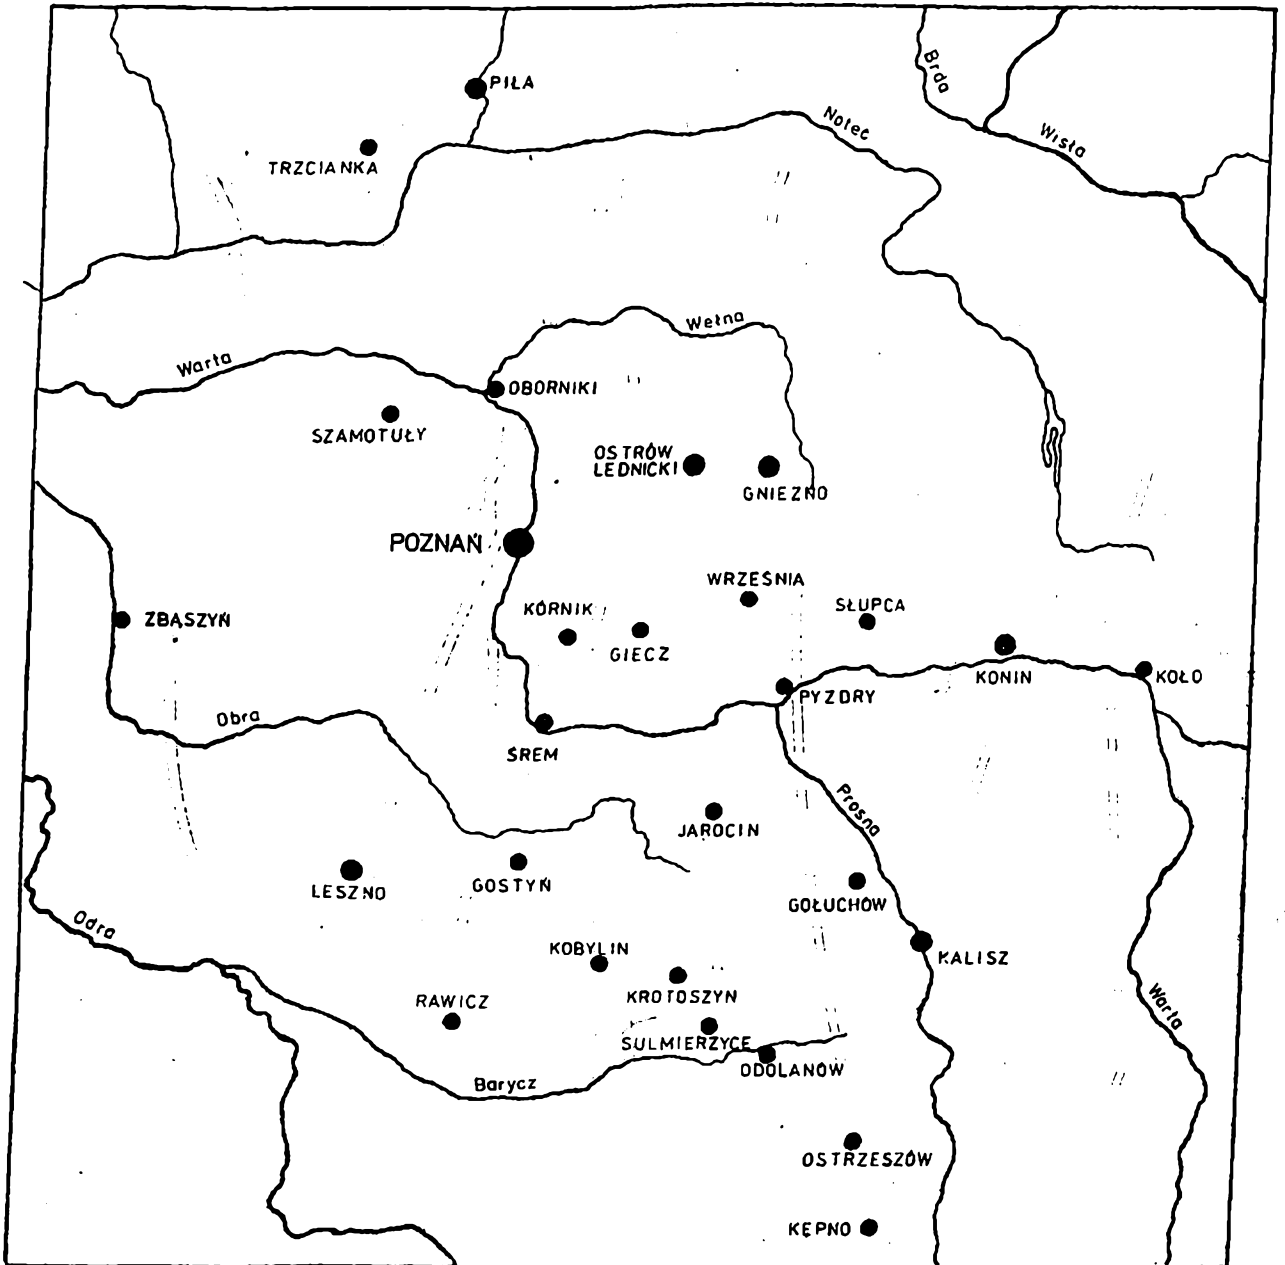 PIŁA
Brda
Noteć
Wisła
TRZCIANKA
Wełna
Warta
OBORNIKI
SZAMOTUŁY
OSTRÓW
LEDNICKI
GNIEZNO
POZNAŃ
WRZEŚNIA
KÓRNIK
SŁUPCA
ZBĄSZYŃ
GIECZ
KONIN
KOŁO
PYZDRY
Obra
ŚREM
Prosna
JAROCIN
LESZNO
GOSTYŃ
GOŁUCHÓW
Odra
KOBYLIN
KALISZ
KROTOSZYN
RAWICZ
Warta
SULMIERZYCE
ODOLANÓW
Barycz
OSTRZESZÓW
KĘPNO